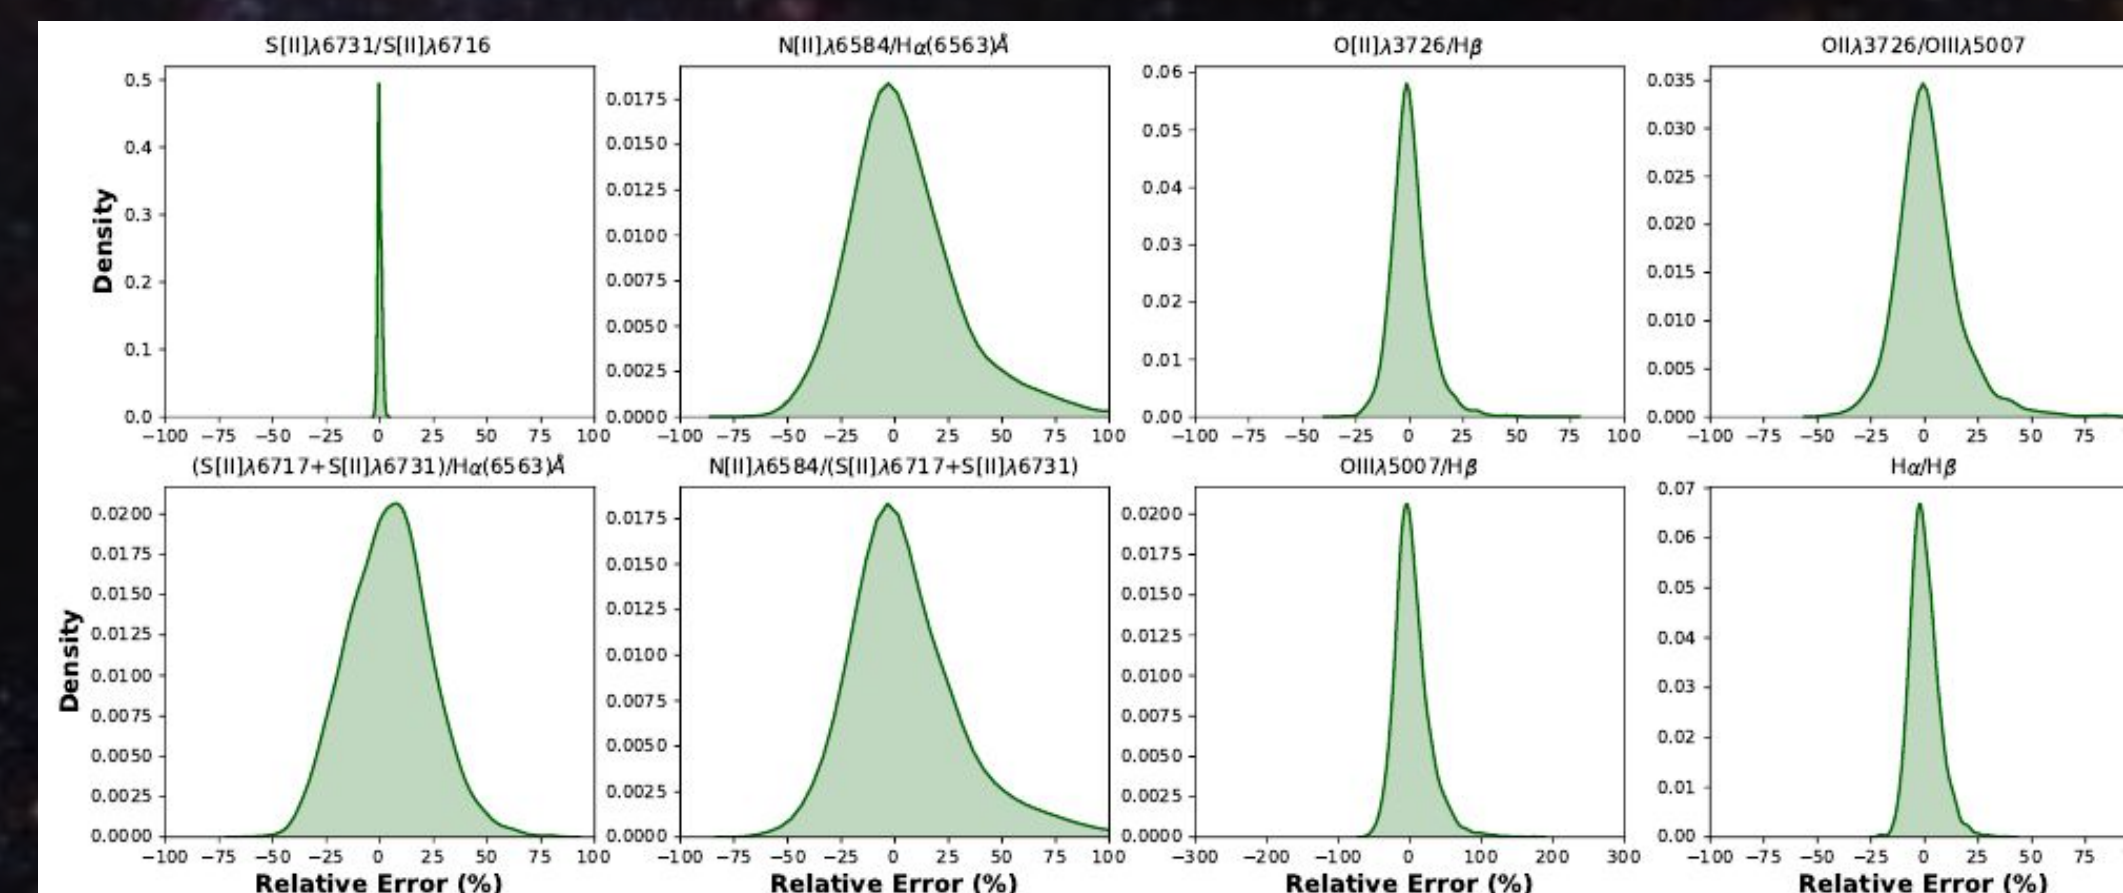 S[II]λ6731/S[II]λ6716
N[II]λ6584/Hα(6563)Å
O[II]λ3726/Hβ
OIIλ3726/OIIIλ5007
0.5
0.4
0.3
0.2
0.1
0.0
Density
−100 −75 −50 −25 0 25 50 75 100
0.0175
0.0150
0.0125
0.0100
0.0075
0.0050
0.0025
0.0000
−100 −75 −50 −25 0 25 50 75 100
0.06
0.05
0.04
0.03
0.02
0.01
0.00
−100 −75 −50 −25 0 25 50 75 100
0.035
0.030
0.025
0.020
0.015
0.010
0.005
0.000
−100 −75 −50 −25 0 25 50 75
(S[II]λ6717+S[II]λ6731)/Hα(6563)Å
N[II]λ6584/(S[II]λ6717+S[II]λ6731)
OIIIλ5007/Hβ
Hα/Hβ
0.0200
0.0175
0.0150
0.0125
0.0100
0.0075
0.0050
0.0025
0.0000
Density
−100 −75 −50 −25 0 25 50 75 100
Relative Error (%)
0.0175
0.0150
0.0125
0.0100
0.0075
0.0050
0.0025
0.0000
−100 −75 −50 −25 0 25 50 75 100
Relative Error (%)
0.0200
0.0175
0.0150
0.0125
0.0100
0.0075
0.0050
0.0025
0.0000
−300 −200 −100 0 100 200 300
Relative Error (%)
0.07
0.06
0.05
0.04
0.03
0.02
0.01
0.00
−100 −75 −50 −25 0 25 50 75
Relative Error (%)